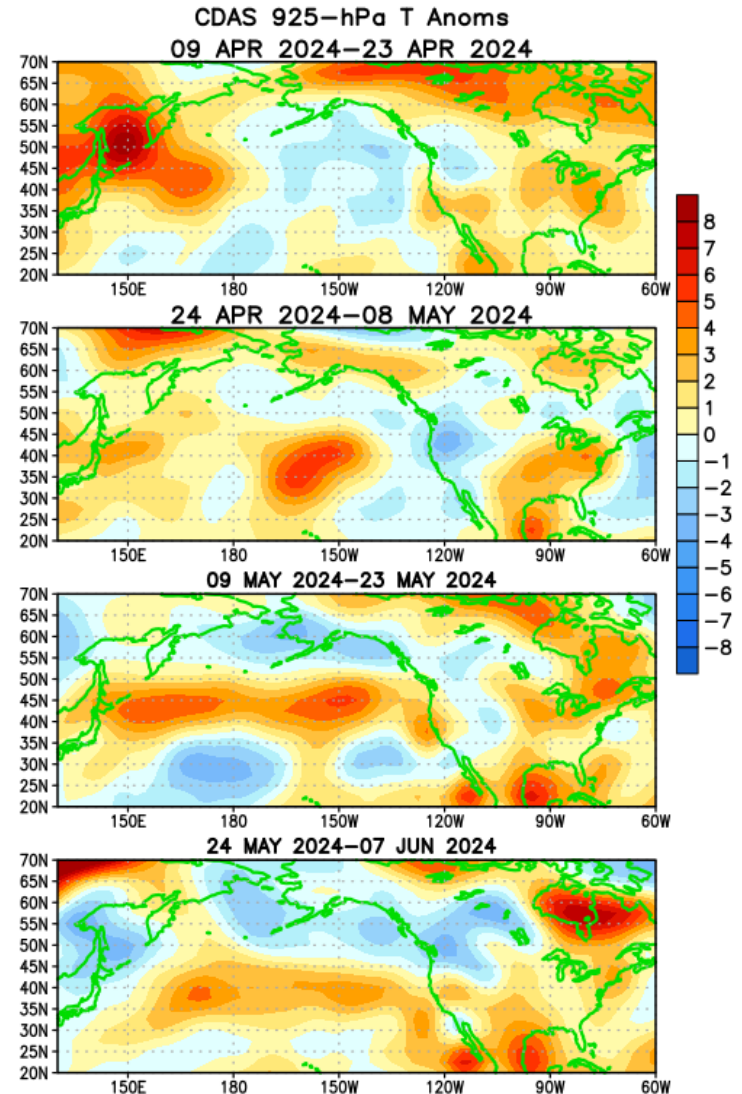 CDAS 925-hPa T Anoms
09 APR 2024-23 APR 2024
70N
65N
60N
55N
50N
45N
40N
35N
30N
25N
20N
150E 180 150W 120W 90W 60W
24 APR 2024-08 MAY 2024
70N
65N
60N
55N
50N
45N
40N
35N
30N
25N
20N
150E 180 150W 120W 90W 60W
09 MAY 2024-23 MAY 2024
70N
65N
60N
55N
50N
45N
40N
35N
30N
25N
20N
150E 180 150W 120W 90W 60W
24 MAY 2024-07 JUN 2024
70N
65N
60N
55N
50N
45N
40N
35N
30N
25N
20N
150E 180 150W 120W 90W 60W
8
7
6
5
4
3
2
1
0
-1
-2
-3
-4
-5
-6
-7
-8